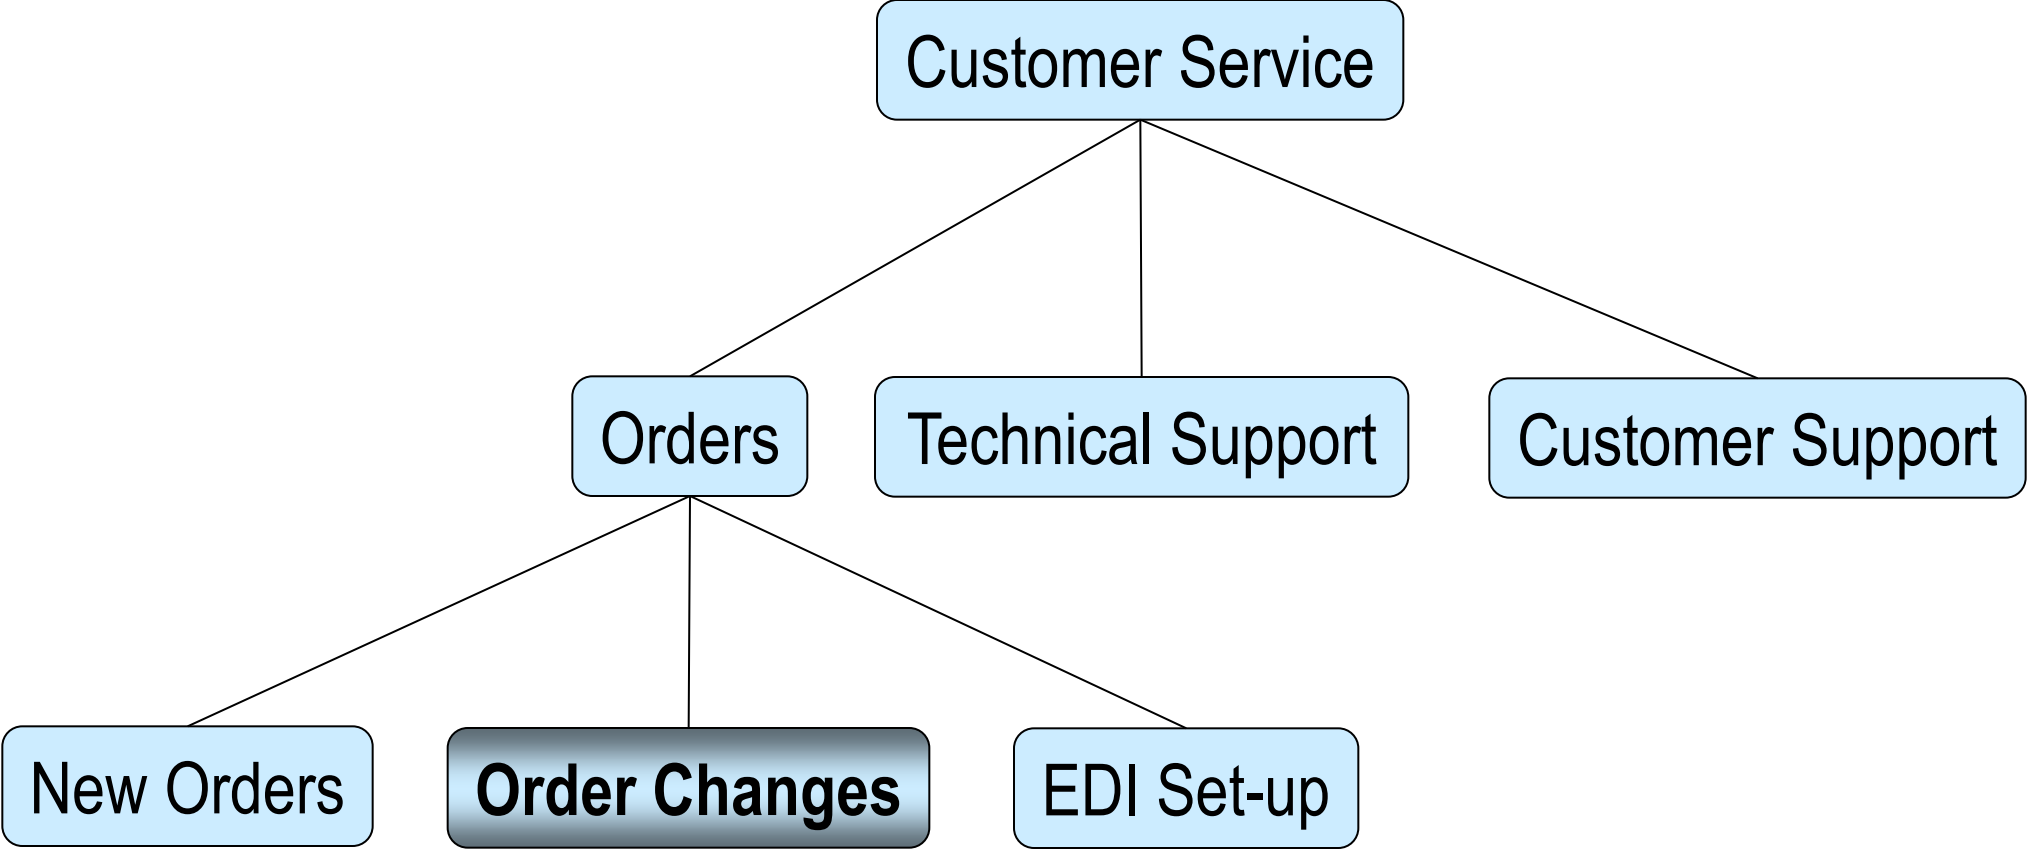 Customer Service
Orders
Technical Support
Customer Support
New Orders
Order Changes
EDI Set-up